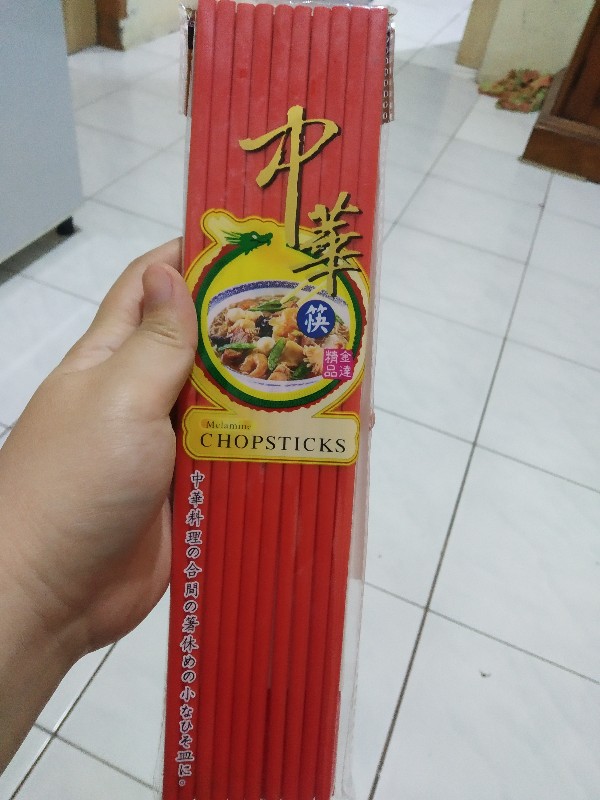 中華
筷
金達
精品
Melamine
CHOPSTICKS
中華料理の合間の箸休めの小なひそ皿に。